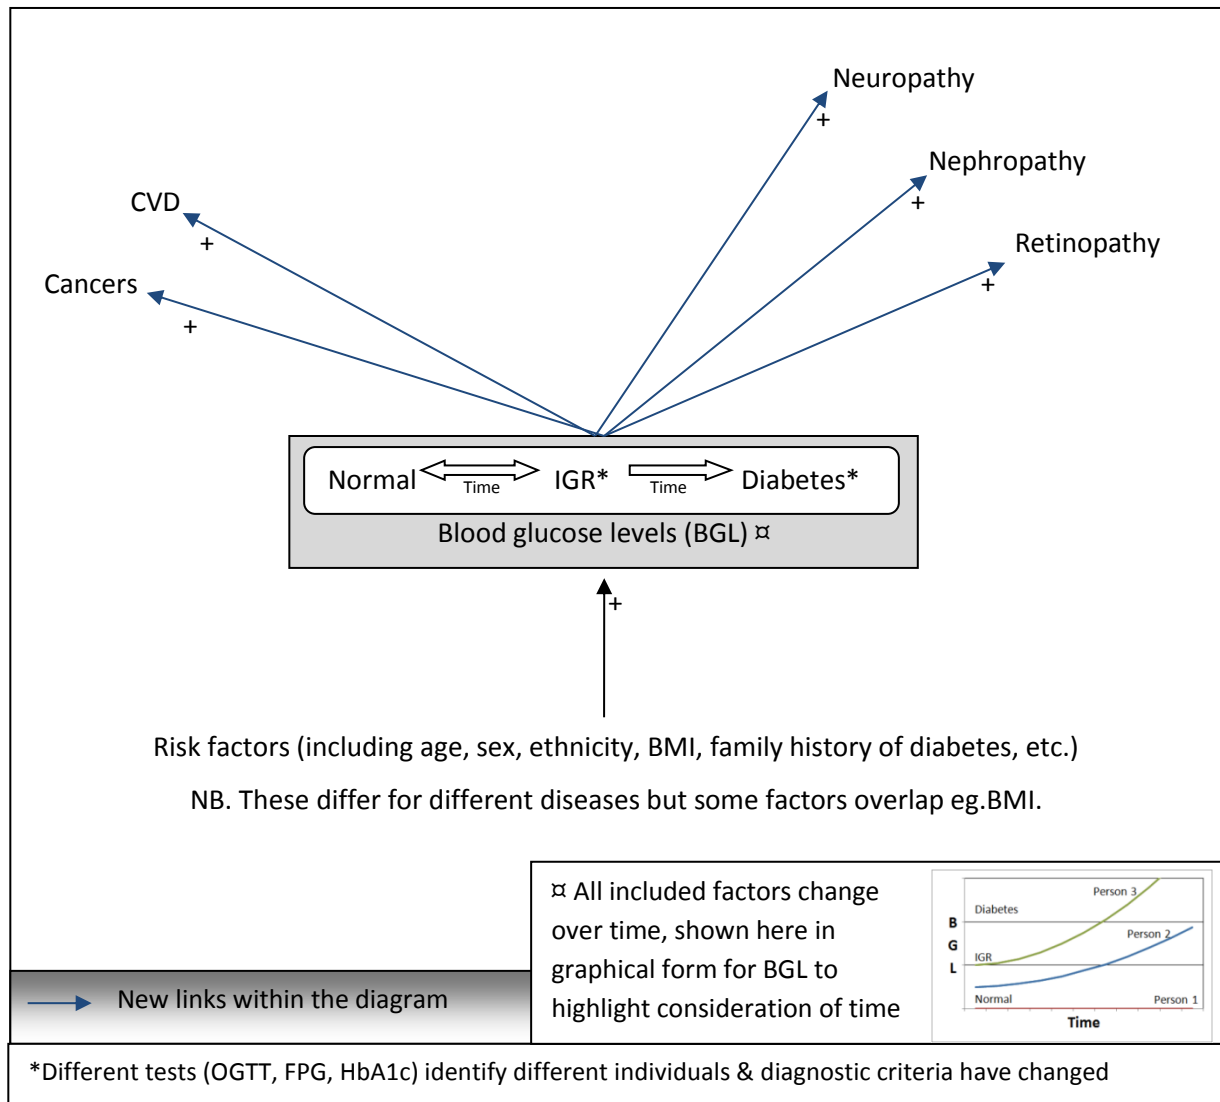 Neuropathy
+
Nephropathy
+
CVD
+
Retinopathy
+
Cancers
+
Normal Time IGR* Time Diabetes*
Blood glucose levels (BGL) ¤
+
Risk factors (including age, sex, ethnicity, BMI, family history of diabetes, etc.)
NB. These differ for different diseases but some factors overlap eg.BMI.
¤ All included factors change
over time, shown here in
graphical form for BGL to
highlight consideration of time
B
G
L
Diabetes
IGR
Normal
Person 3
Person 2
Person 1
Time
New links within the diagram
*Different tests (OGTT, FPG, HbA1c) identify different individuals & diagnostic criteria have changed